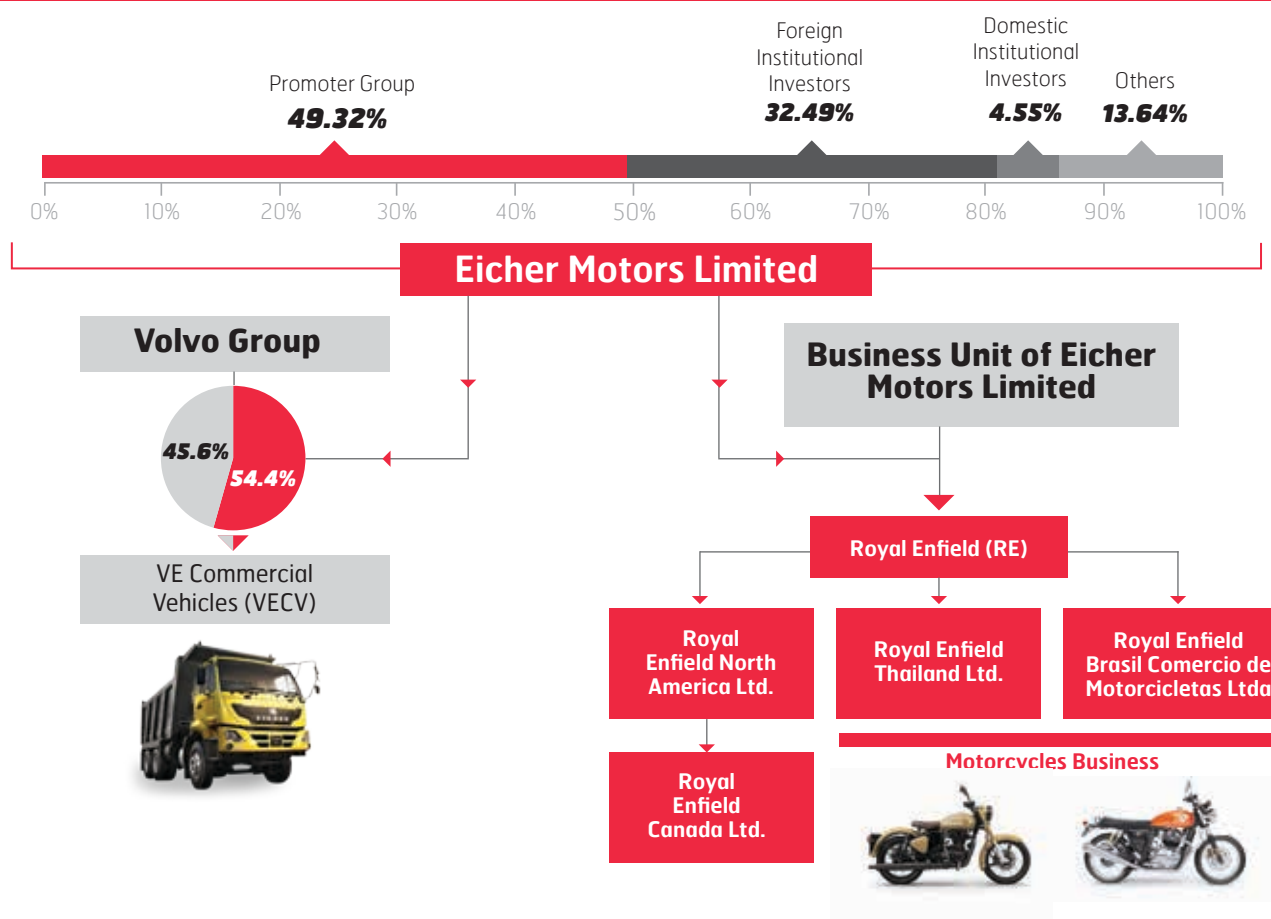 Promoter Group
49.32%
Foreign
Institutional
Investors
32.49%
Domestic
Institutional
Investors
4.55%
Others
13.64%
0% 10% 20% 30% 40% 50% 60% 70% 80% 90% 100%
Eicher Motors Limited
Volvo Group
45.6%
54.4%
VE Commercial
Vehicles (VECV)
Business Unit of Eicher
Motors Limited
Royal Enfield (RE)
Royal
Enfield North
America Ltd.
Royal Enfield
Thailand Ltd.
Royal Enfield
Brasil Comercio de
Motorcicletas Ltda
Royal
Enfield
Canada Ltd.
Motorcycles Business